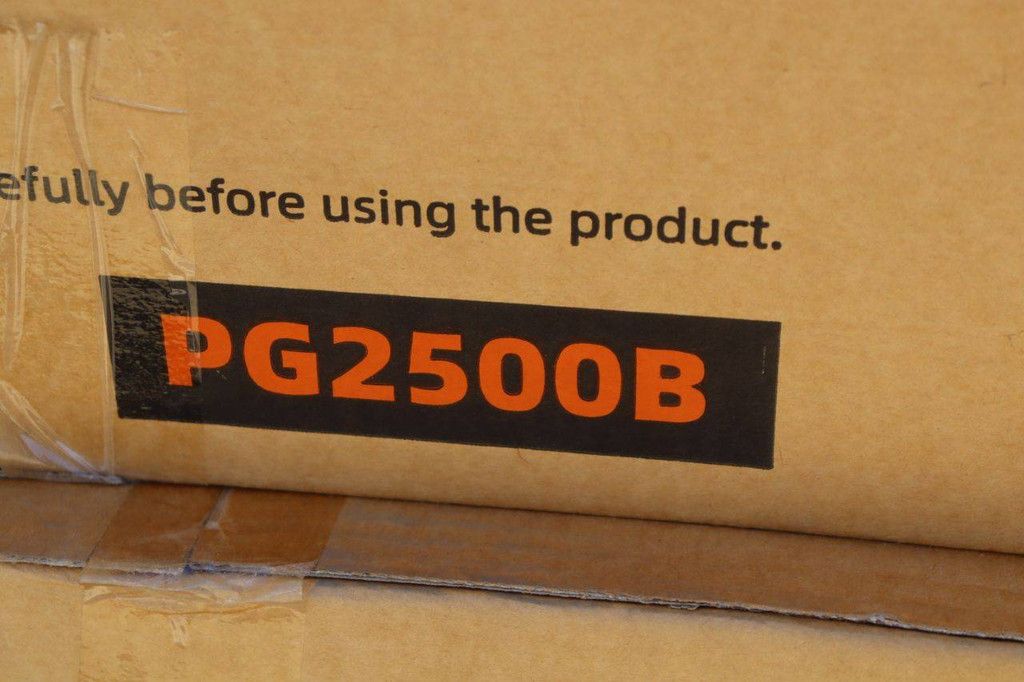 efully before using the product.
PG2500B